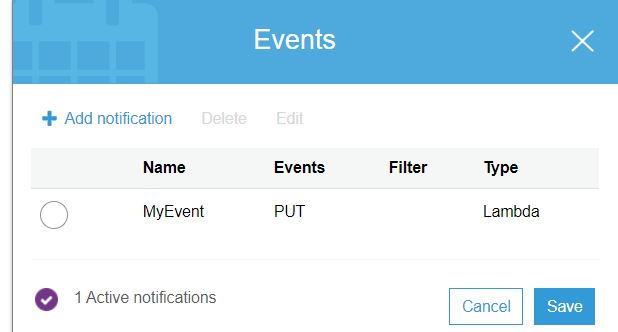 Events
Add notification Delete Edit
Name Events Filter Type
MyEvent PUT Lambda
1 Active notifications
Cancel Save